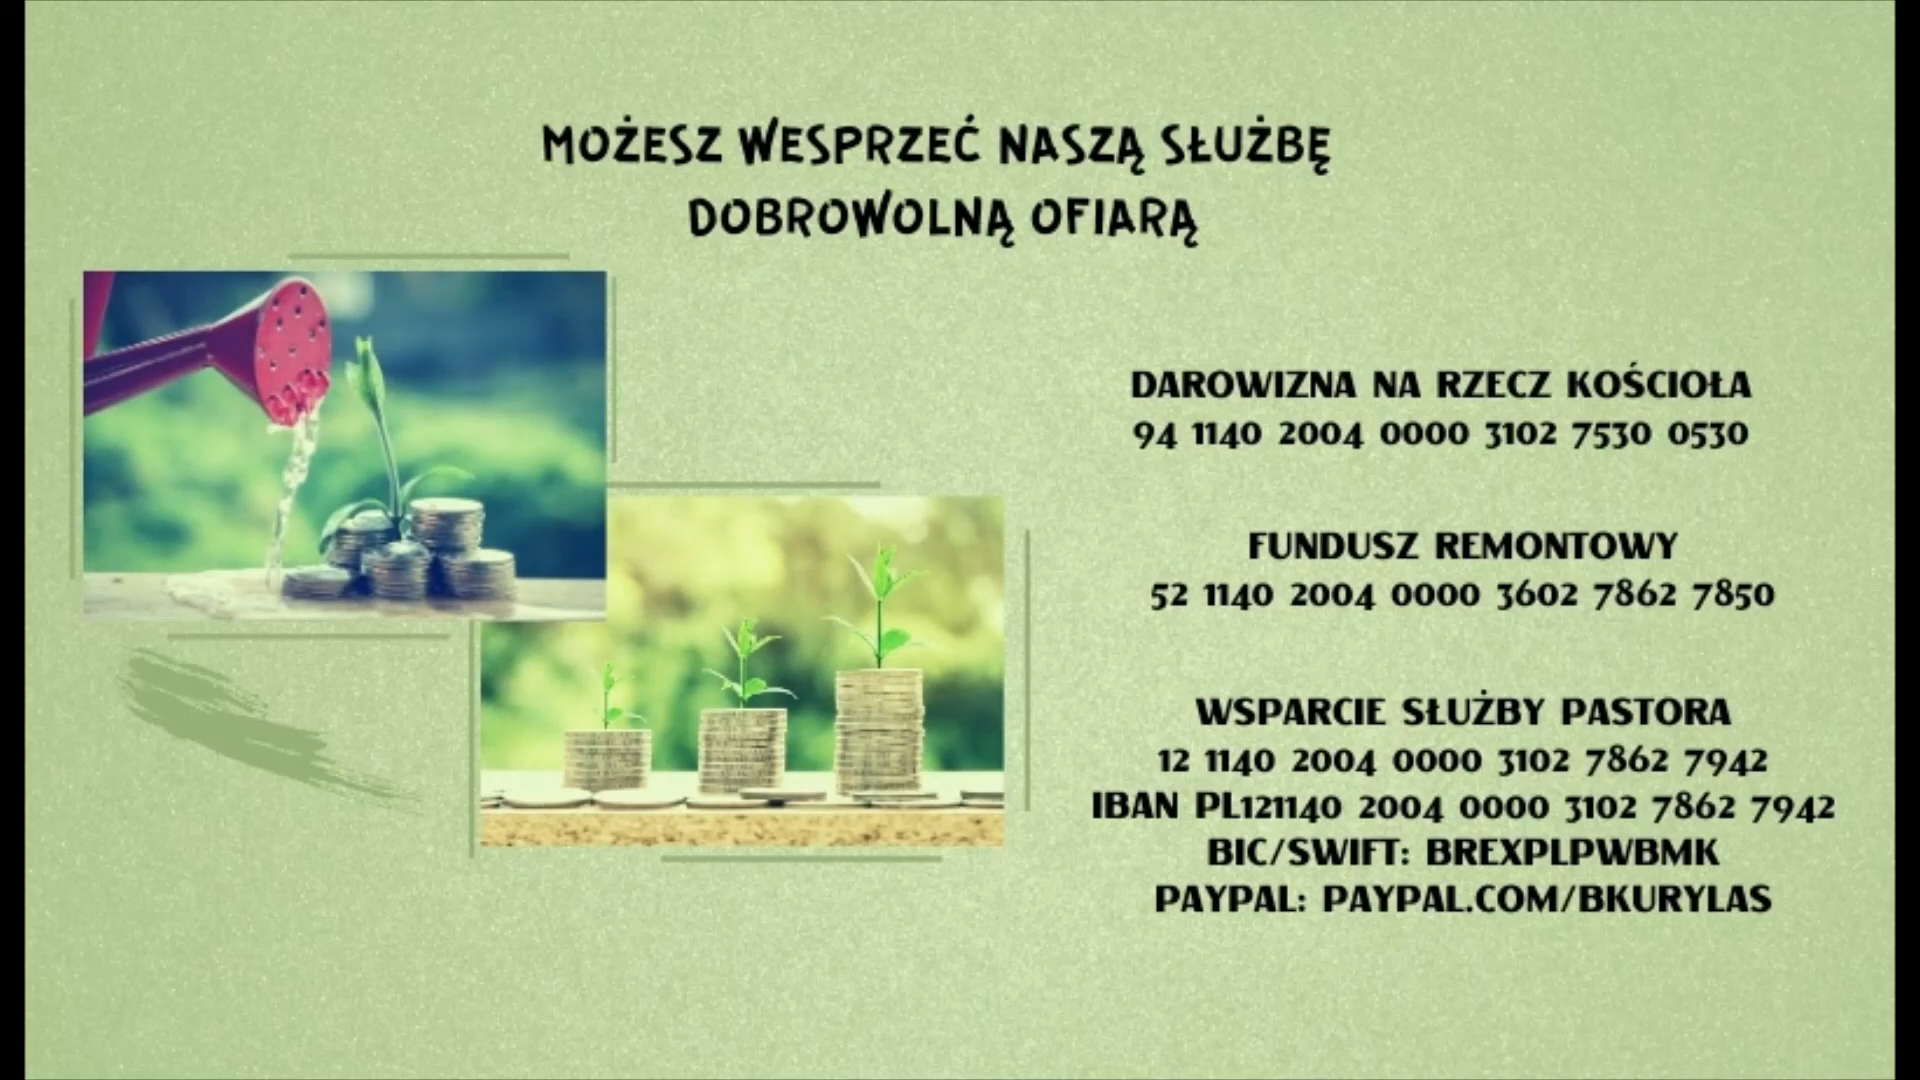 MOŻESZ WESPRZEĆ NASZĄ SŁUŻBĘ
DOBROWOLNĄ OFIARĄ
DAROWIZNA NA RZECZ KOŚCIOŁA
94 1140 2004 0000 3102 7530 0530
FUNDUSZ REMONTOWY
52 1140 2004 0000 3602 7862 7850
WSPARCIE SŁUŻBY PASTORA
12 1140 2004 0000 3102 7862 7942
IBAN PL121140 2004 0000 3102 7862 7942
BIC/SWIFT: BREXPLPWBMK
PAYPAL: PAYPAL.COM/BKURYLAS